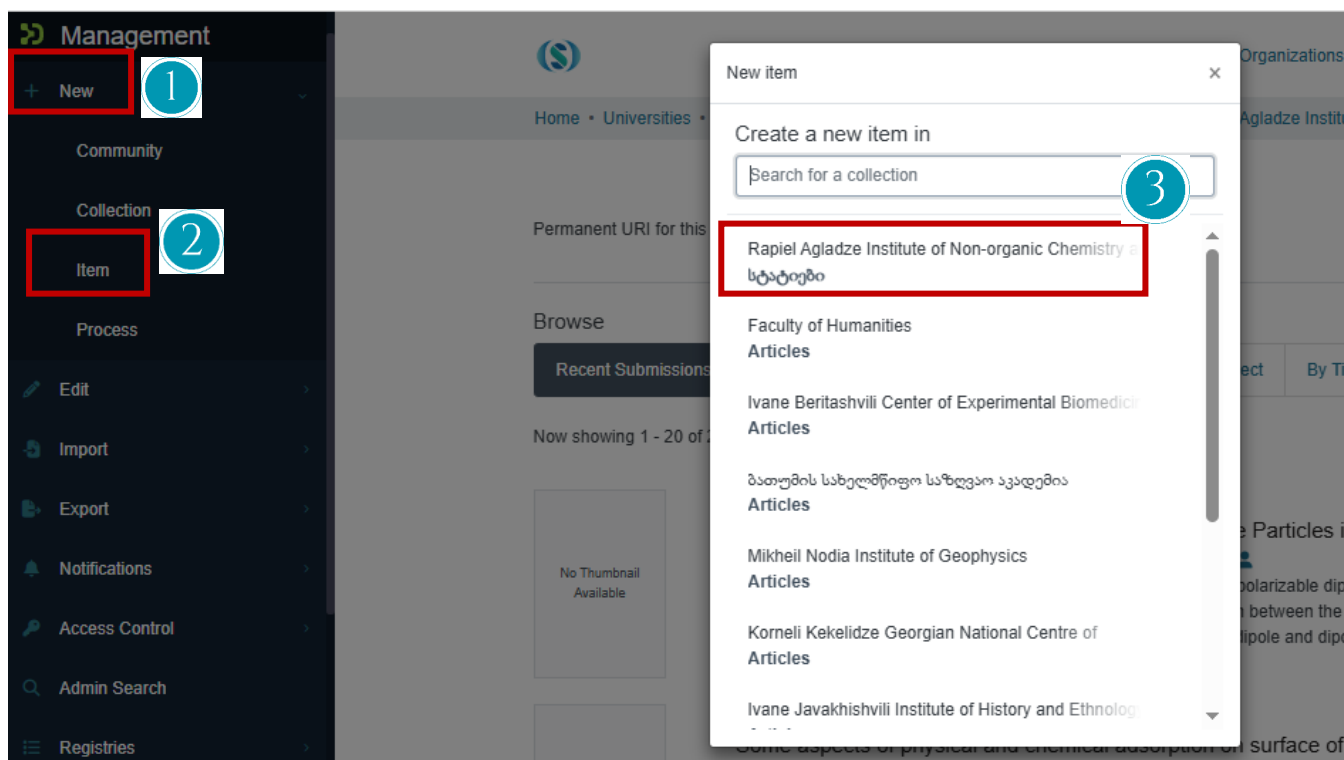 Management
New
1
Community
Collection
2
Item
Process
Edit
Import
Export
Notifications
Access Control
Admin Search
Registries
S
Organizations
Home • Universities •
Agladze Institu
Permanent URI for this
Browse
Recent Submissions
ect
By Ti
Now showing 1 - 20 of
No Thumbnail
Available
e Particles i
polarizable dip
between the
dipole and dipo
Some aspects of physical and chemical adsorption on surface of
New item
×
Create a new item in
Search for a collection
3
Rapiel Agladze Institute of Non-organic Chemistry a
სტატიები
Faculty of Humanities
Articles
Ivane Beritashvili Center of Experimental Biomedicin
Articles
ბათუმის სახელმწიფო საზღვაო აკადემია
Articles
Mikheil Nodia Institute of Geophysics
Articles
Korneli Kekelidze Georgian National Centre of
Articles
Ivane Javakhishvili Institute of History and Ethnolog